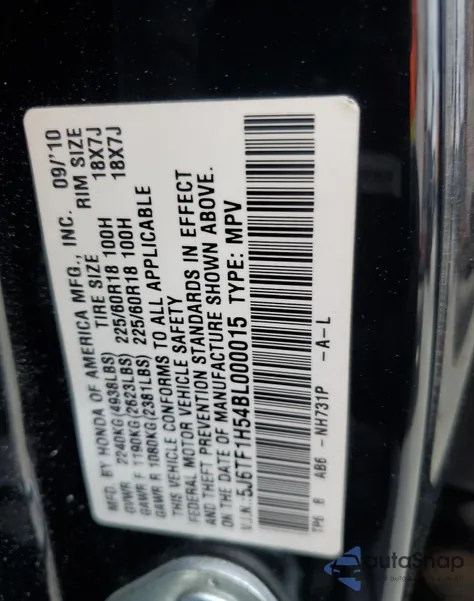 MFD. BY HONDA OF AMERICA MFG., INC. 09/'10
TIRE SIZE RIM SIZE
GVWR 2240KG(4938LBS)
GAWR F 1190KG(2623LBS) 225/60R18 100H 18X7J
GAWR R 1080KG(2381LBS) 225/60R18 100H 18X7J
THIS VEHICLE CONFORMS TO ALL APPLICABLE
FEDERAL MOTOR VEHICLE SAFETY
AND THEFT PREVENTION STANDARDS IN EFFECT
ON THE DATE OF MANUFACTURE SHOWN ABOVE.
V.I.N.: 5J6TF1H54BL000015 TYPE: MPV
TP6 B AB6 -NH731P -A-L
autoSnap